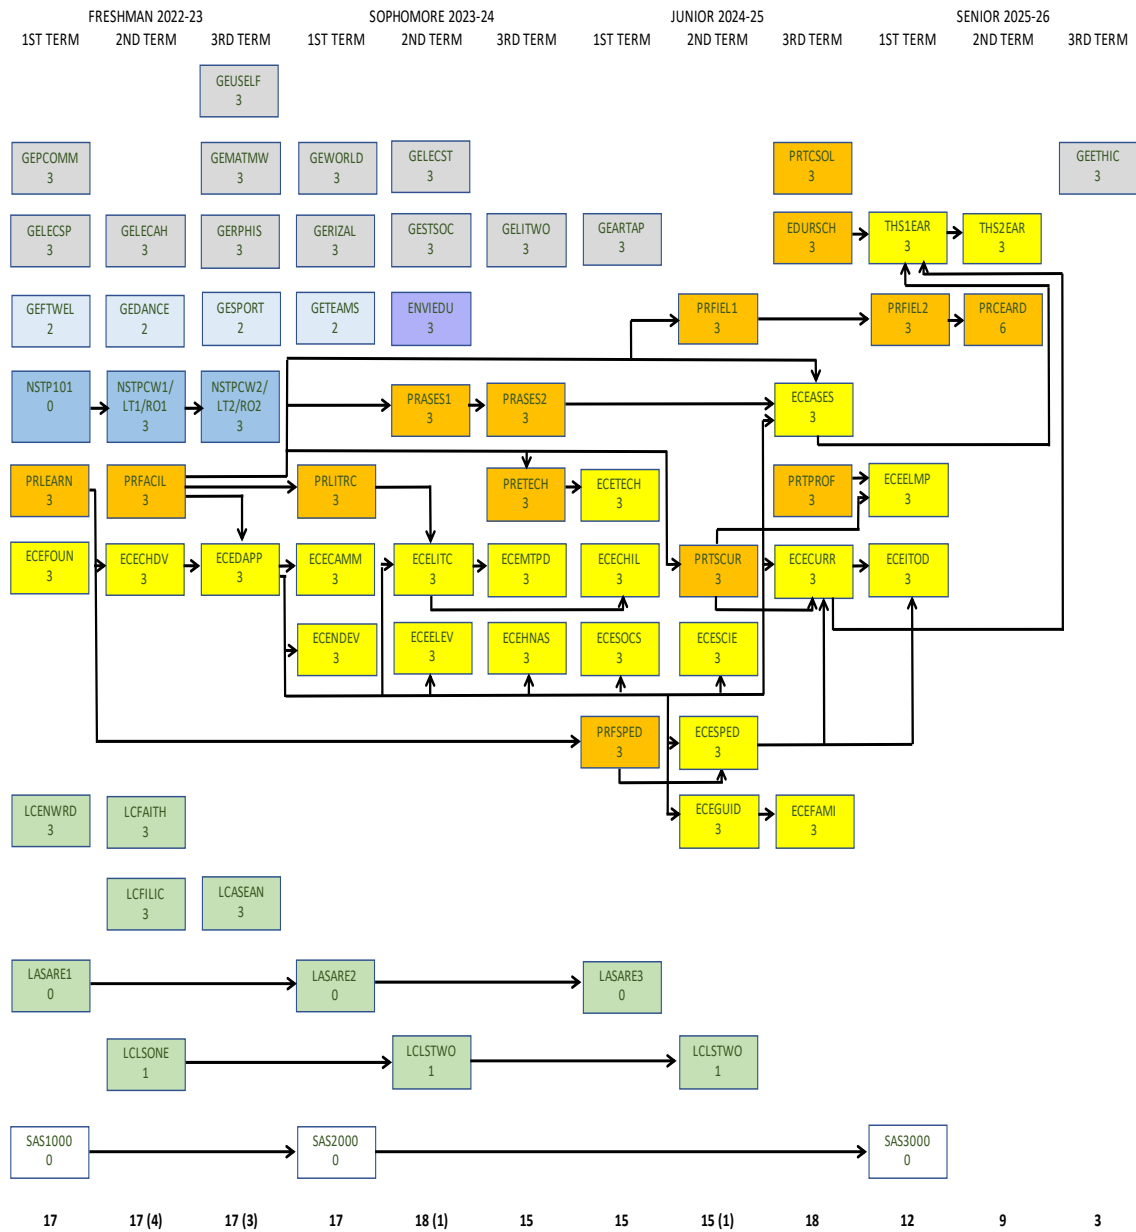 FRESHMAN 2022-23 SOPHOMORE 2023-24 JUNIOR 2024-25 SENIOR 2025-26
1ST TERM 2ND TERM 3RD TERM 1ST TERM 2ND TERM 3RD TERM 1ST TERM 2ND TERM 3RD TERM 1ST TERM 2ND TERM 3RD TERM
GEUSELF
3
GEPCOMM GEMATMW GEWORLD GELECST PRTCSOL GEETHIC
3 3 3 3 3 3
GELECSP GELECAH GERPHIS GERIZAL GESTSOC GELITWO GEARTAP EDURSCH THS1EAR THS2EAR
3 3 3 3 3 3 3 3 3 3
GEFTWEL GEDANCE GESPORT GETEAMS ENVIEDU PRFIEL1 PRFIEL2 PRCEARD
2 2 2 2 3 3 3 6
NSTP101 NSTPCW1/ NSTPCW2/ PRASES1 PRASES2 ECEASES
0 LT1/RO1 LT2/RO2 3 3 3
3 3
PRLEARN PRFACIL PRLITRC PRETECH ECETECH PRTPROF ECEELMP
3 3 3 3 3 3 3
ECEFOUN ECECHDV ECEDAPP ECECAMM ECELITC ECEMTPD ECECHIL PRTSCUR ECECURR ECEITOD
3 3 3 3 3 3 3 3 3 3
ECENDEV ECEELEV ECEHNAS ECESOCS ECESCIE
3 3 3 3 3
PRFSPED ECESPED
3 3
LCENWRD LCFAITH ECEGUID ECEFAMI
3 3 3 3
LCFILIC LCASEAN
3 3
LASARE1 LASARE2 LASARE3
0 0 0
LCLSONE LCLSTWO LCLSTWO
1 1 1
SAS1000 SAS2000 SAS3000
0 0 0
17 17 (4) 17 (3) 17 18 (1) 15 15 15 (1) 18 12 9 3